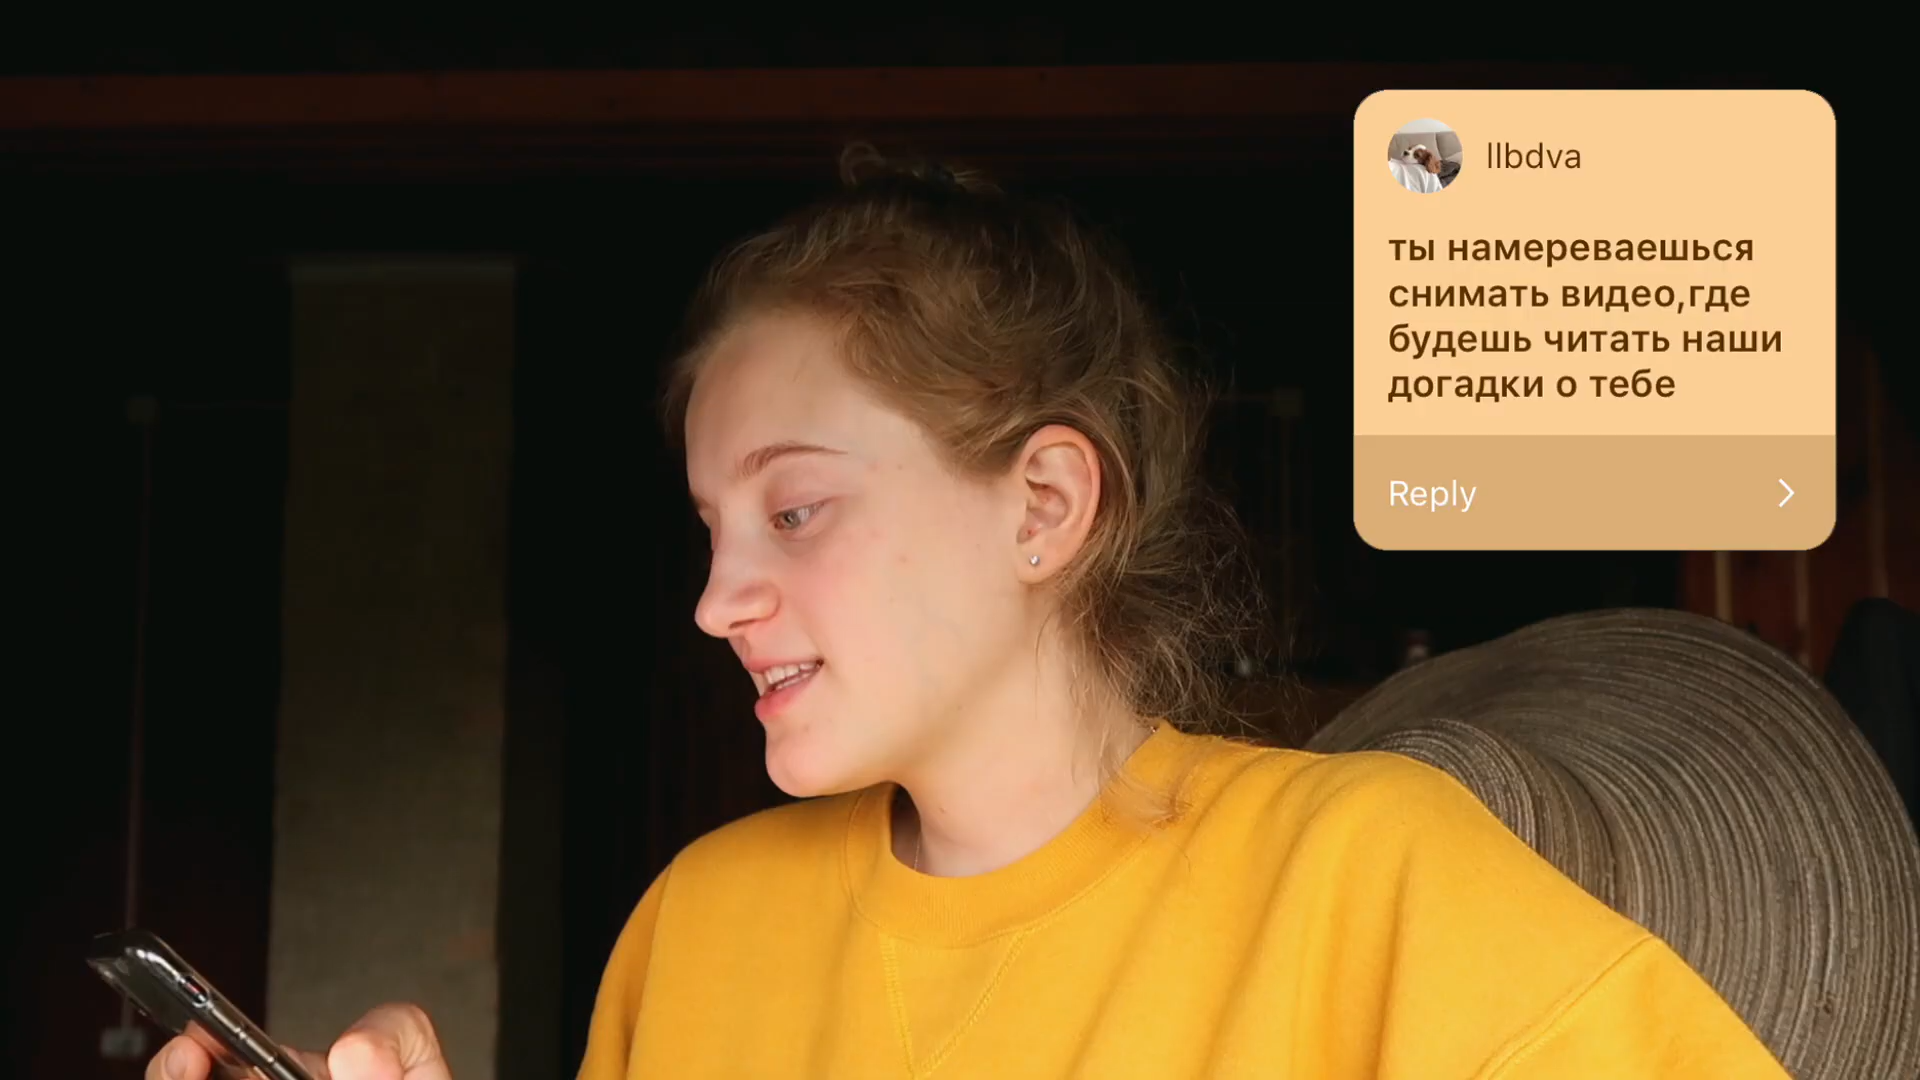 llbdva
ты намереваешься
снимать видео,где
будешь читать наши
догадки о тебе
Reply